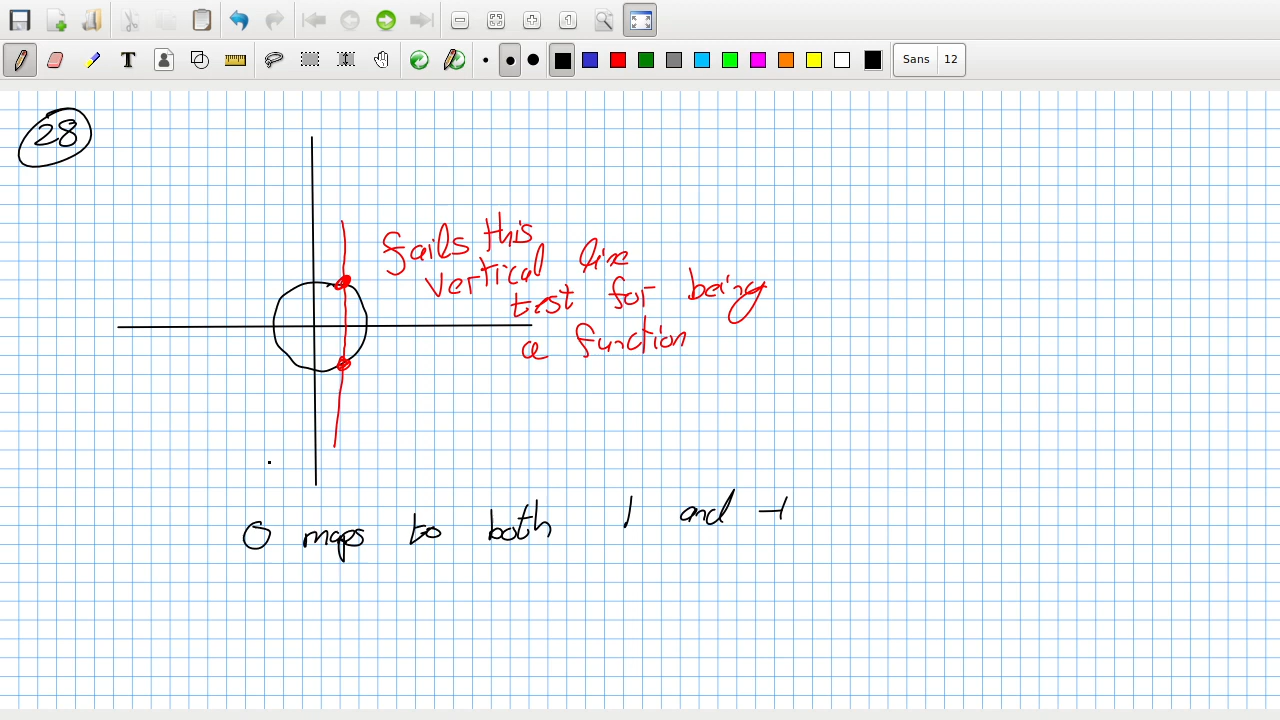 Sans 12
28
fails this
vertical line
test for being
a function
0 maps to both 1 and -1